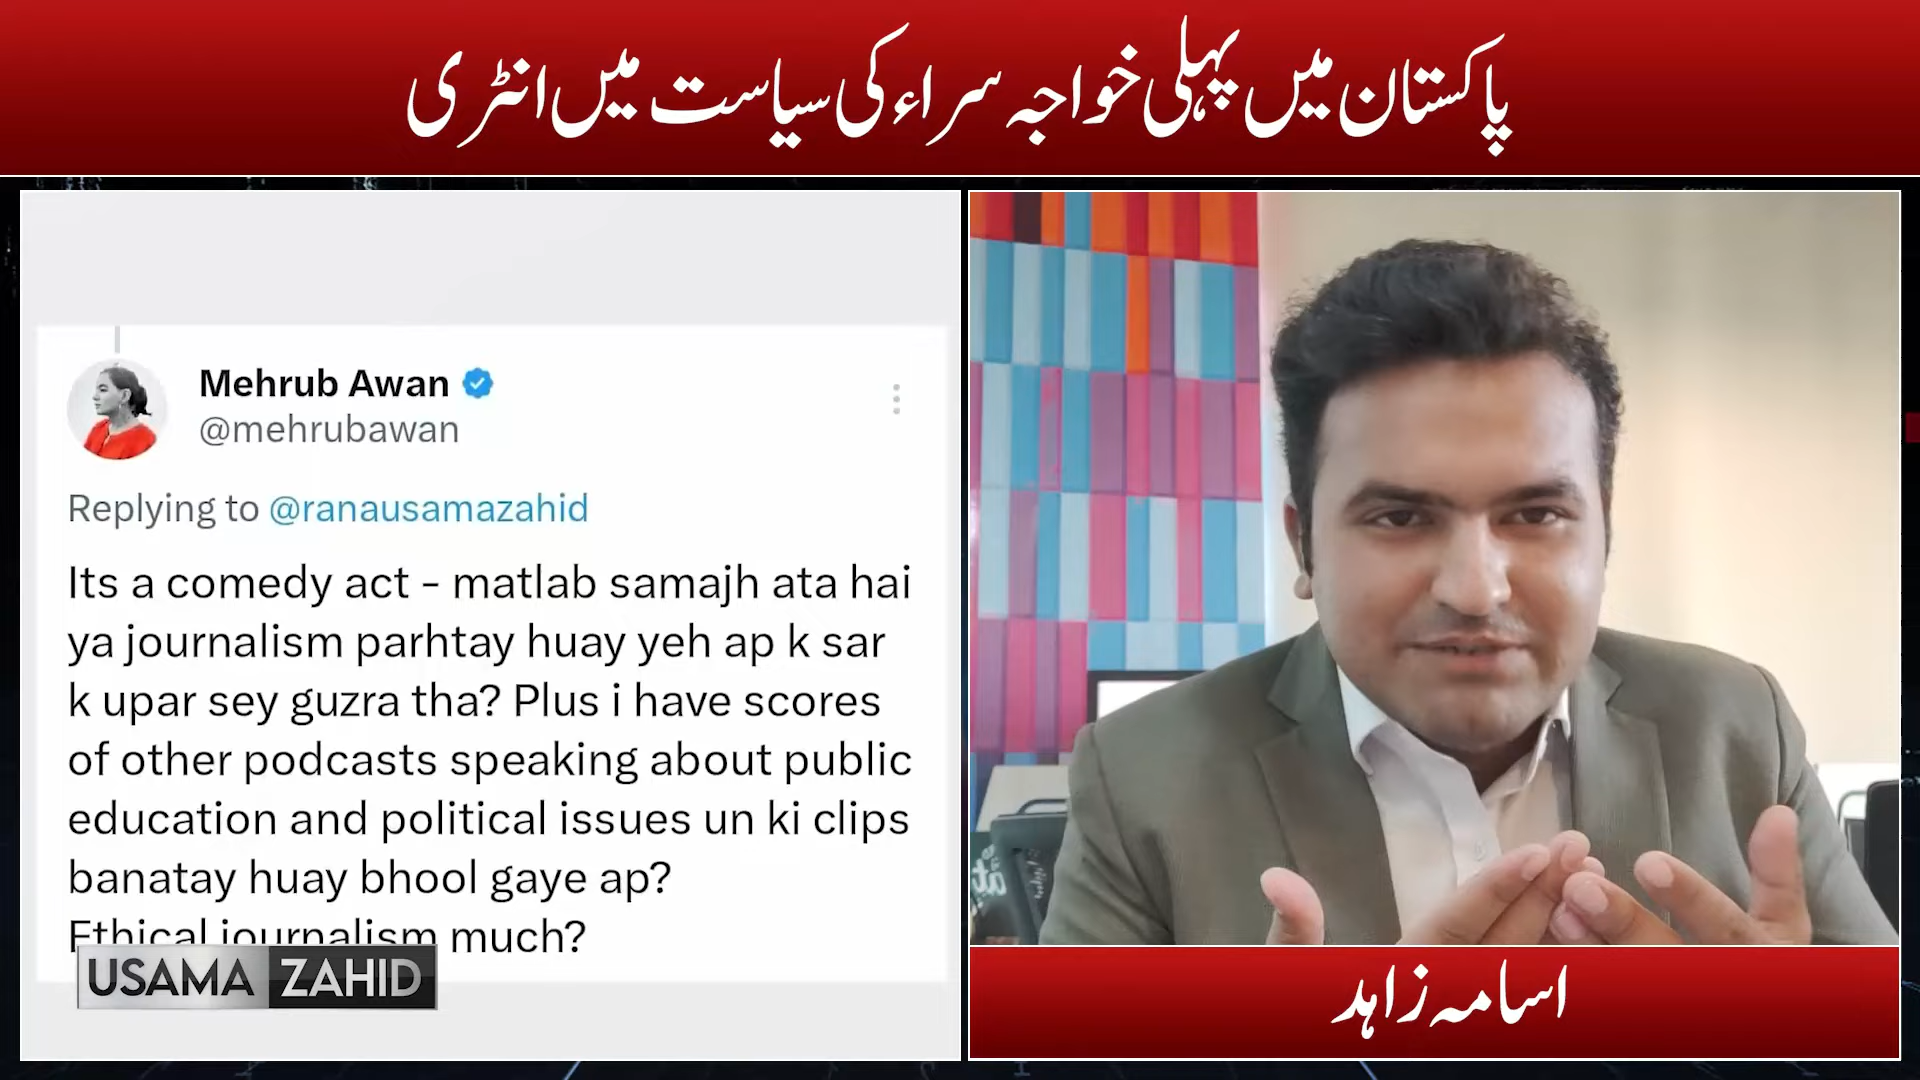 پاکستان میں پہلی خواجہ سراء کی سیاست میں انٹری
Mehrub Awan
@mehrubawan
Replying to @ranausamazahid
Its a comedy act - matlab samajh ata hai
ya journalism parhtay huay yeh ap k sar
k upar sey guzra tha? Plus i have scores
of other podcasts speaking about public
education and political issues un ki clips
banatay huay bhool gaye ap?
Ethical journalism much?
USAMA ZAHID
اسامہ زاہد